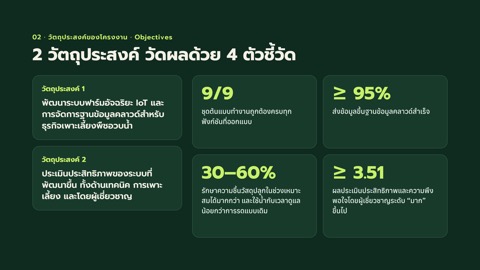 02 · วัตถุประสงค์ของโครงงาน · Objectives
2 วัตถุประสงค์ วัดผลด้วย 4 ตัวชี้วัด
วัตถุประสงค์ 1
พัฒนาระบบฟาร์มอัจฉริยะ IoT และ
การจัดการฐานข้อมูลคลาวด์สำหรับ
ธุรกิจเพาะเลี้ยงพืชอวบน้ำ
วัตถุประสงค์ 2
ประเมินประสิทธิภาพของระบบที่
พัฒนาขึ้น ทั้งด้านเทคนิค การเพาะ
เลี้ยง และโดยผู้เชี่ยวชาญ
9/9
ชุดต้นแบบทำงานถูกต้องครบทุก
ฟังก์ชันที่ออกแบบ
≥ 95%
ส่งข้อมูลขึ้นฐานข้อมูลคลาวด์สำเร็จ
30–60%
รักษาความชื้นวัสดุปลูกในช่วงเหมาะ
สมได้มากกว่า และใช้น้ำกับเวลาดูแล
น้อยกว่าการรดแบบเดิม
≥ 3.51
ผลประเมินประสิทธิภาพและความพึง
พอใจโดยผู้เชี่ยวชาญระดับ “มาก”
ขึ้นไป